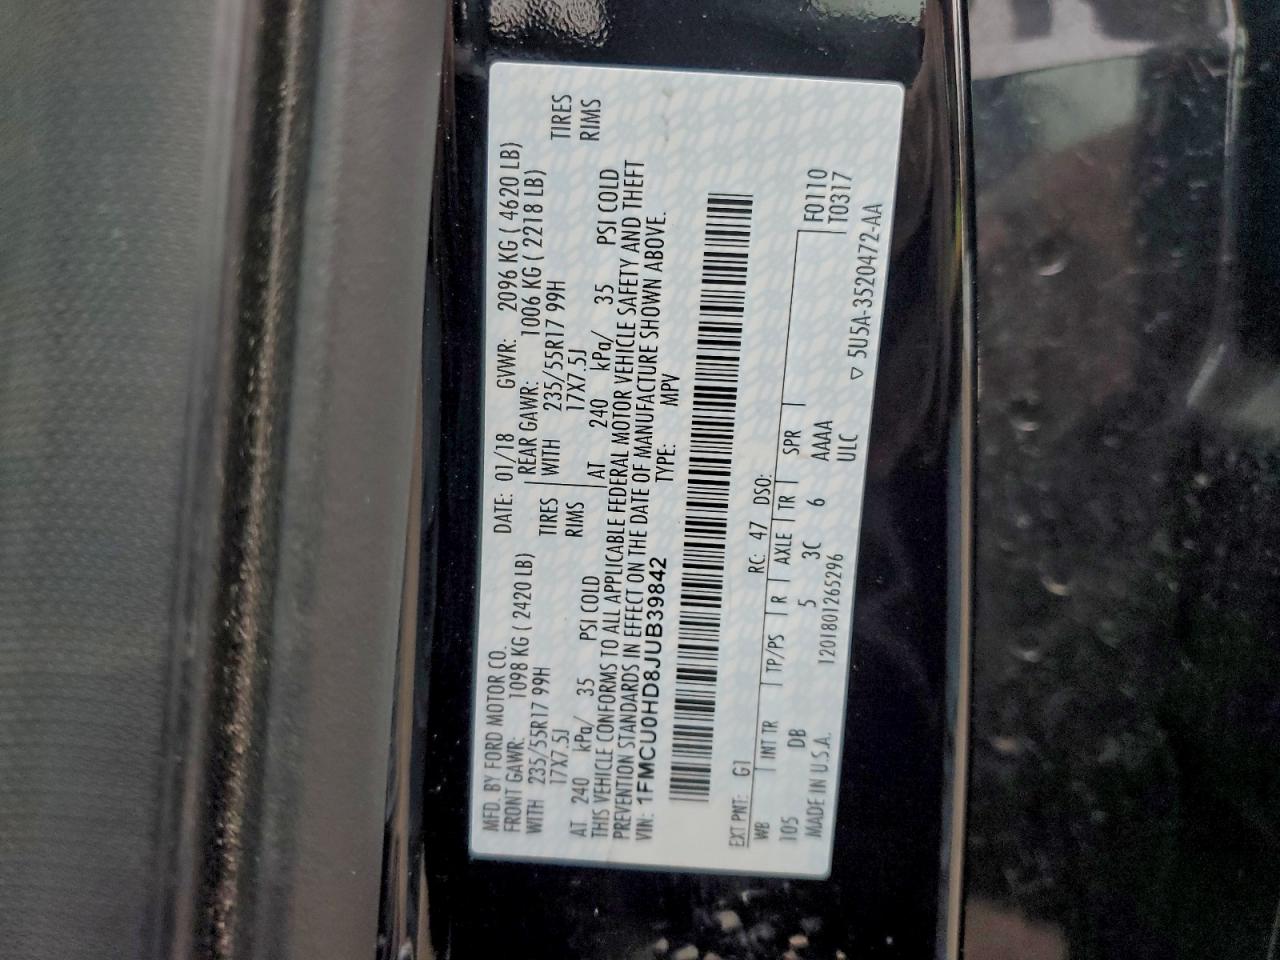 MFD. BY FORD MOTOR CO. DATE: 01/18 GVWR: 2096 KG ( 4620 LB)
FRONT GAWR: 1098 KG ( 2420 LB) REAR GAWR: 1006 KG ( 2218 LB)
WITH 235/55R17 99H TIRES WITH 235/55R17 99H TIRES
17X7.5J RIMS 17X7.5J RIMS
AT 240 kPa/ 35 PSI COLD AT 240 kPa/ 35 PSI COLD
THIS VEHICLE CONFORMS TO ALL APPLICABLE FEDERAL MOTOR VEHICLE SAFETY AND THEFT
PREVENTION STANDARDS IN EFFECT ON THE DATE OF MANUFACTURE SHOWN ABOVE.
VIN: 1FMCU0HD8JUB39842 TYPE: MPV
EXT PNT: G1 RC: 47 DSO:
WB INT TR TP/PS R AXLE TR SPR F0110
105 DB 5 3C 6 AAAA T0317
MADE IN U.S.A. 1201801265296 ULC ▽ 5U5A-3520472-AA